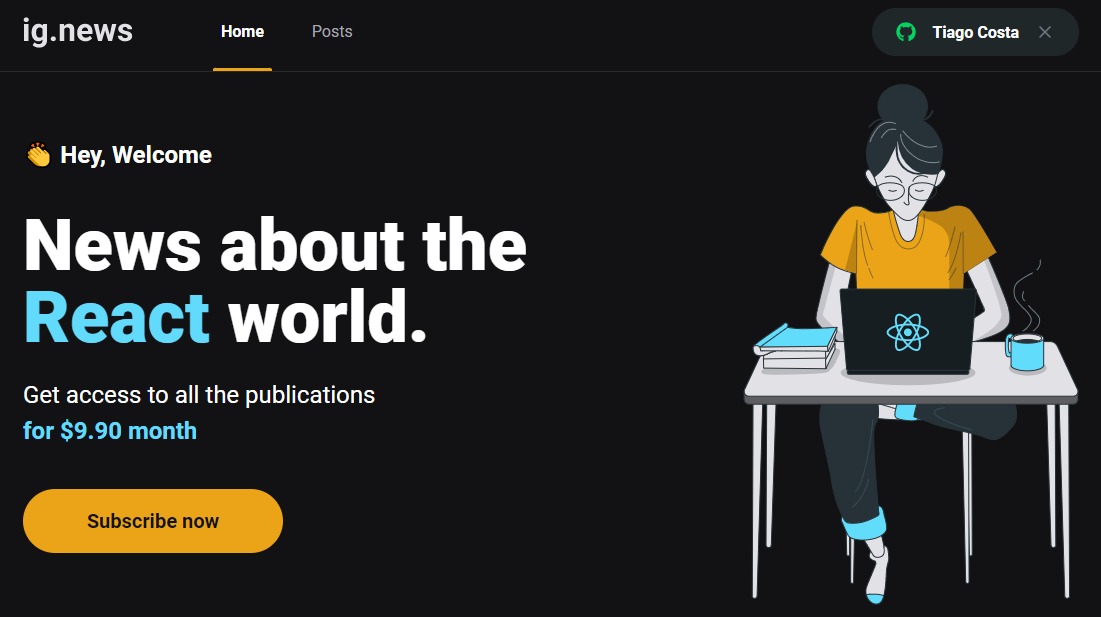 ig.news
Home
Posts
Tiago Costa
👏 Hey, Welcome
News about the
React world.
Get access to all the publications
for $9.90 month
Subscribe now